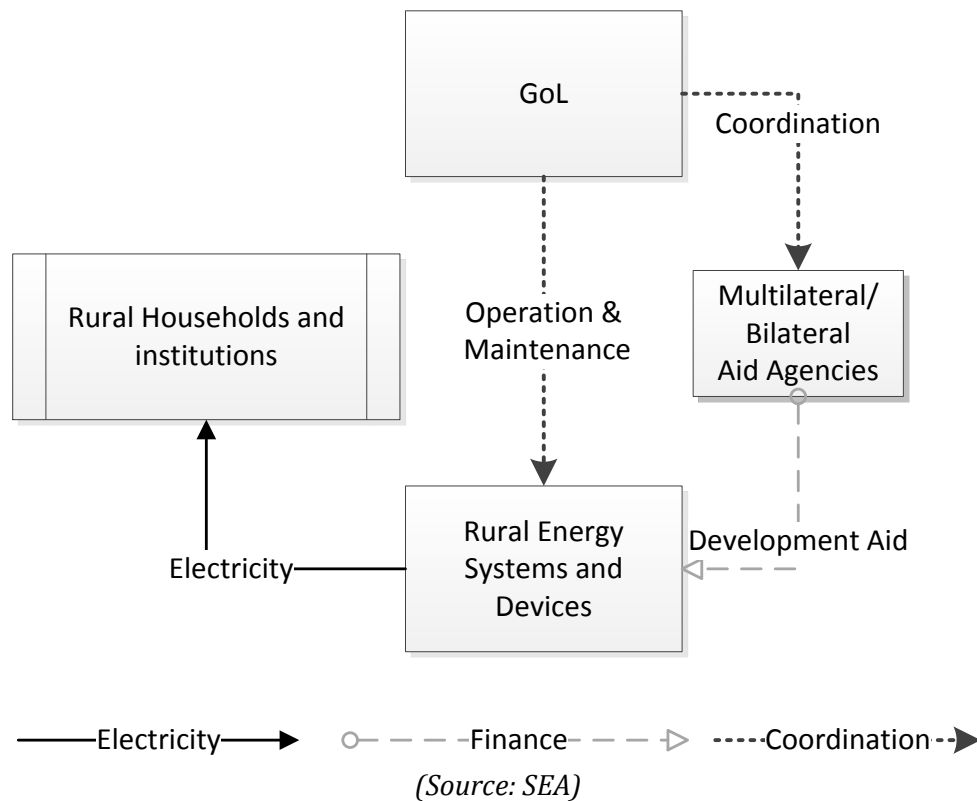 GoL
Coordination
Rural Households and
institutions
Operation &
Maintenance
Multilateral/
Bilateral
Aid Agencies
Rural Energy
Systems and
Devices
Development Aid
Electricity
Electricity
Finance
Coordination
(Source: SEA)